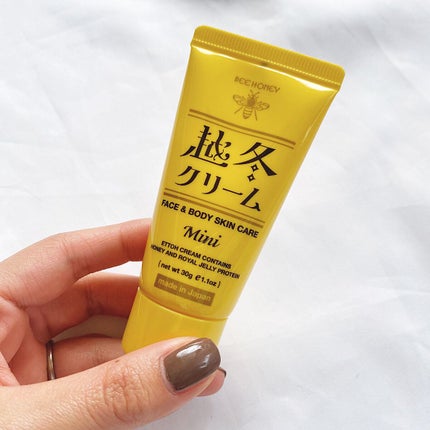 BEE HONEY
越冬
クリーム
FACE & BODY SKIN CARE
Mini
ETTOH CREAM CONTAINS
HONEY AND ROYAL JELLY PROTEIN
[net wt 30g ℮1.1oz]
made in Japan